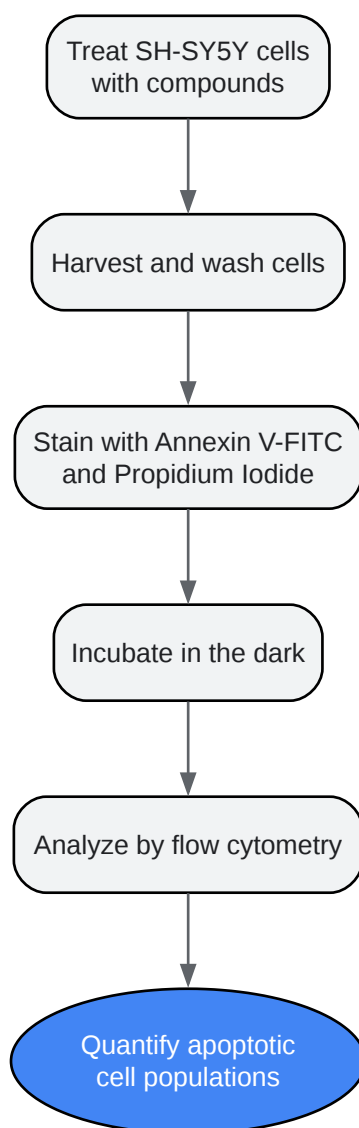 Treat SH-SY5Y cells
with compounds
Harvest and wash cells
Stain with Annexin V-FITC
and Propidium Iodide
Incubate in the dark
Analyze by flow cytometry
Quantify apoptotic
cell populations